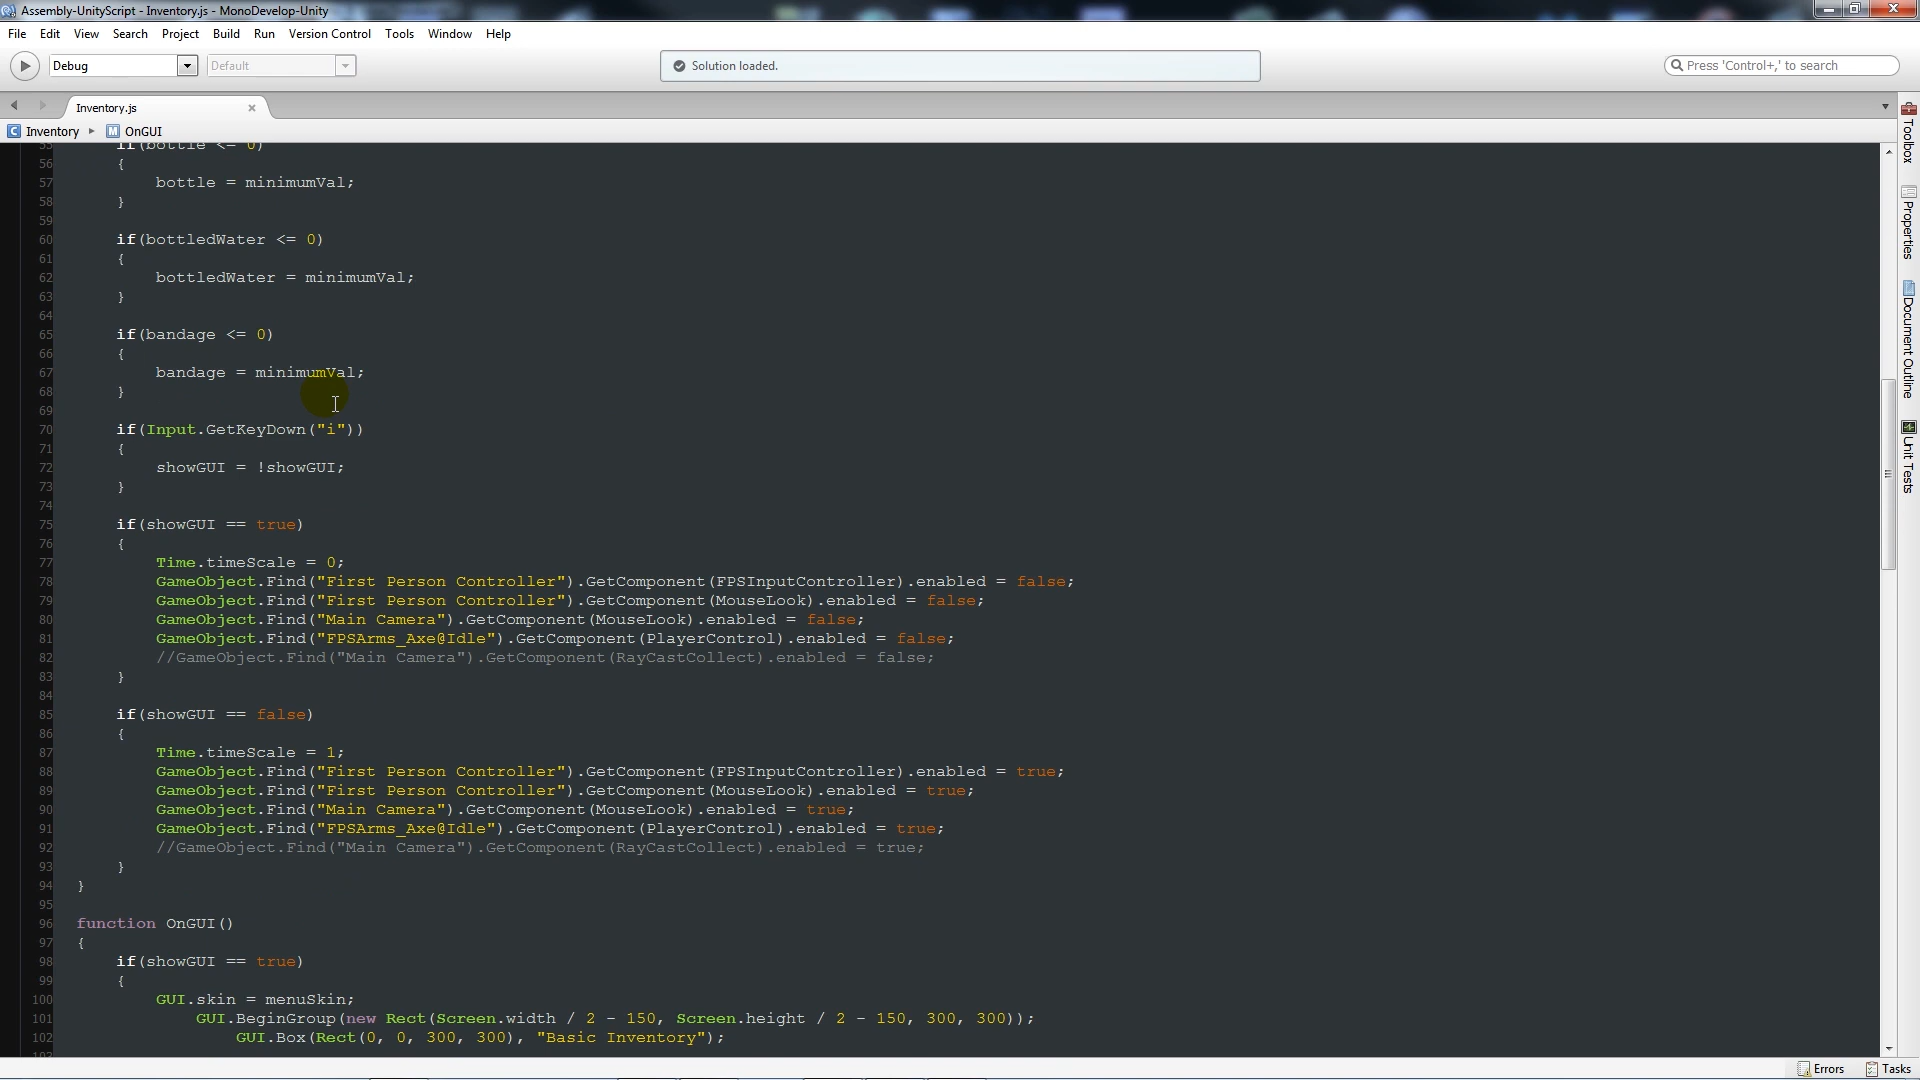 Assembly-UnityScript - Inventory.js - MonoDevelop-Unity
File Edit View Search Project Build Run Version Control Tools Window Help
Debug Default Solution loaded. Press 'Control+,' to search
Inventory.js
Inventory OnGUI
55 if(bottle <= 0)
56 {
57 bottle = minimumVal;
58 }
59
60 if(bottledWater <= 0)
61 {
62 bottledWater = minimumVal;
63 }
64
65 if(bandage <= 0)
66 {
67 bandage = minimumVal;
68 }
69
70 if(Input.GetKeyDown("i"))
71 {
72 showGUI = !showGUI;
73 }
74
75 if(showGUI == true)
76 {
77 Time.timeScale = 0;
78 GameObject.Find("First Person Controller").GetComponent(FPSInputController).enabled = false;
79 GameObject.Find("First Person Controller").GetComponent(MouseLook).enabled = false;
80 GameObject.Find("Main Camera").GetComponent(MouseLook).enabled = false;
81 GameObject.Find("FPSArms_Axe@Idle").GetComponent(PlayerControl).enabled = false;
82 //GameObject.Find("Main Camera").GetComponent(RayCastCollect).enabled = false;
83 }
84
85 if(showGUI == false)
86 {
87 Time.timeScale = 1;
88 GameObject.Find("First Person Controller").GetComponent(FPSInputController).enabled = true;
89 GameObject.Find("First Person Controller").GetComponent(MouseLook).enabled = true;
90 GameObject.Find("Main Camera").GetComponent(MouseLook).enabled = true;
91 GameObject.Find("FPSArms_Axe@Idle").GetComponent(PlayerControl).enabled = true;
92 //GameObject.Find("Main Camera").GetComponent(RayCastCollect).enabled = true;
93 }
94 }
95
96 function OnGUI()
97 {
98 if(showGUI == true)
99 {
100 GUI.skin = menuSkin;
101 GUI.BeginGroup(new Rect(Screen.width / 2 - 150, Screen.height / 2 - 150, 300, 300));
102 GUI.Box(Rect(0, 0, 300, 300), "Basic Inventory");
103
Toolbox
Properties
Document Outline
Unit Tests
Errors Tasks